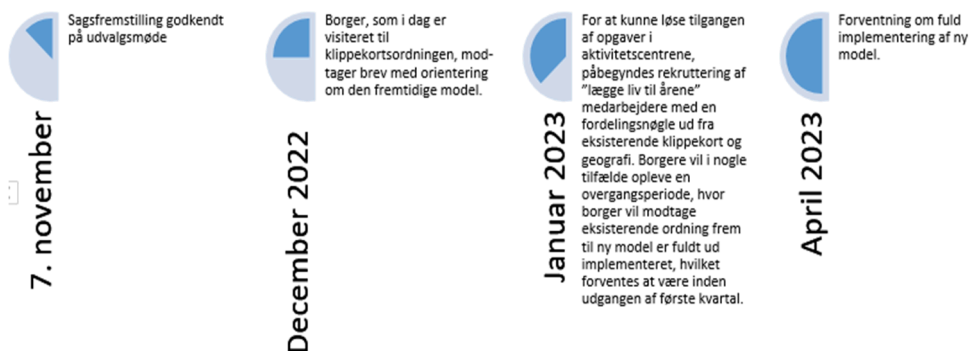 Sagsfremstilling godkendt
på udvalgsmøde
7. november
Borger, som i dag er
visiteret til
klippekortsordningen, mod-
tager brev med orientering
om den fremtidige model.
December 2022
For at kunne løse tilgangen
af opgaver i
aktivitetscentrene,
påbegyndes rekruttering af
”lægge liv til årene”
medarbejdere med en
fordelingsnøgle ud fra
eksisterende klippekort og
geografi. Borgere vil i nogle
tilfælde opleve en
overgangsperiode, hvor
borger vil modtage
eksisterende ordning frem
til ny model er fuldt ud
implementeret, hvilket
forventes at være inden
udgangen af første kvartal.
Januar 2023
Forventning om fuld
implementering af ny
model.
April 2023